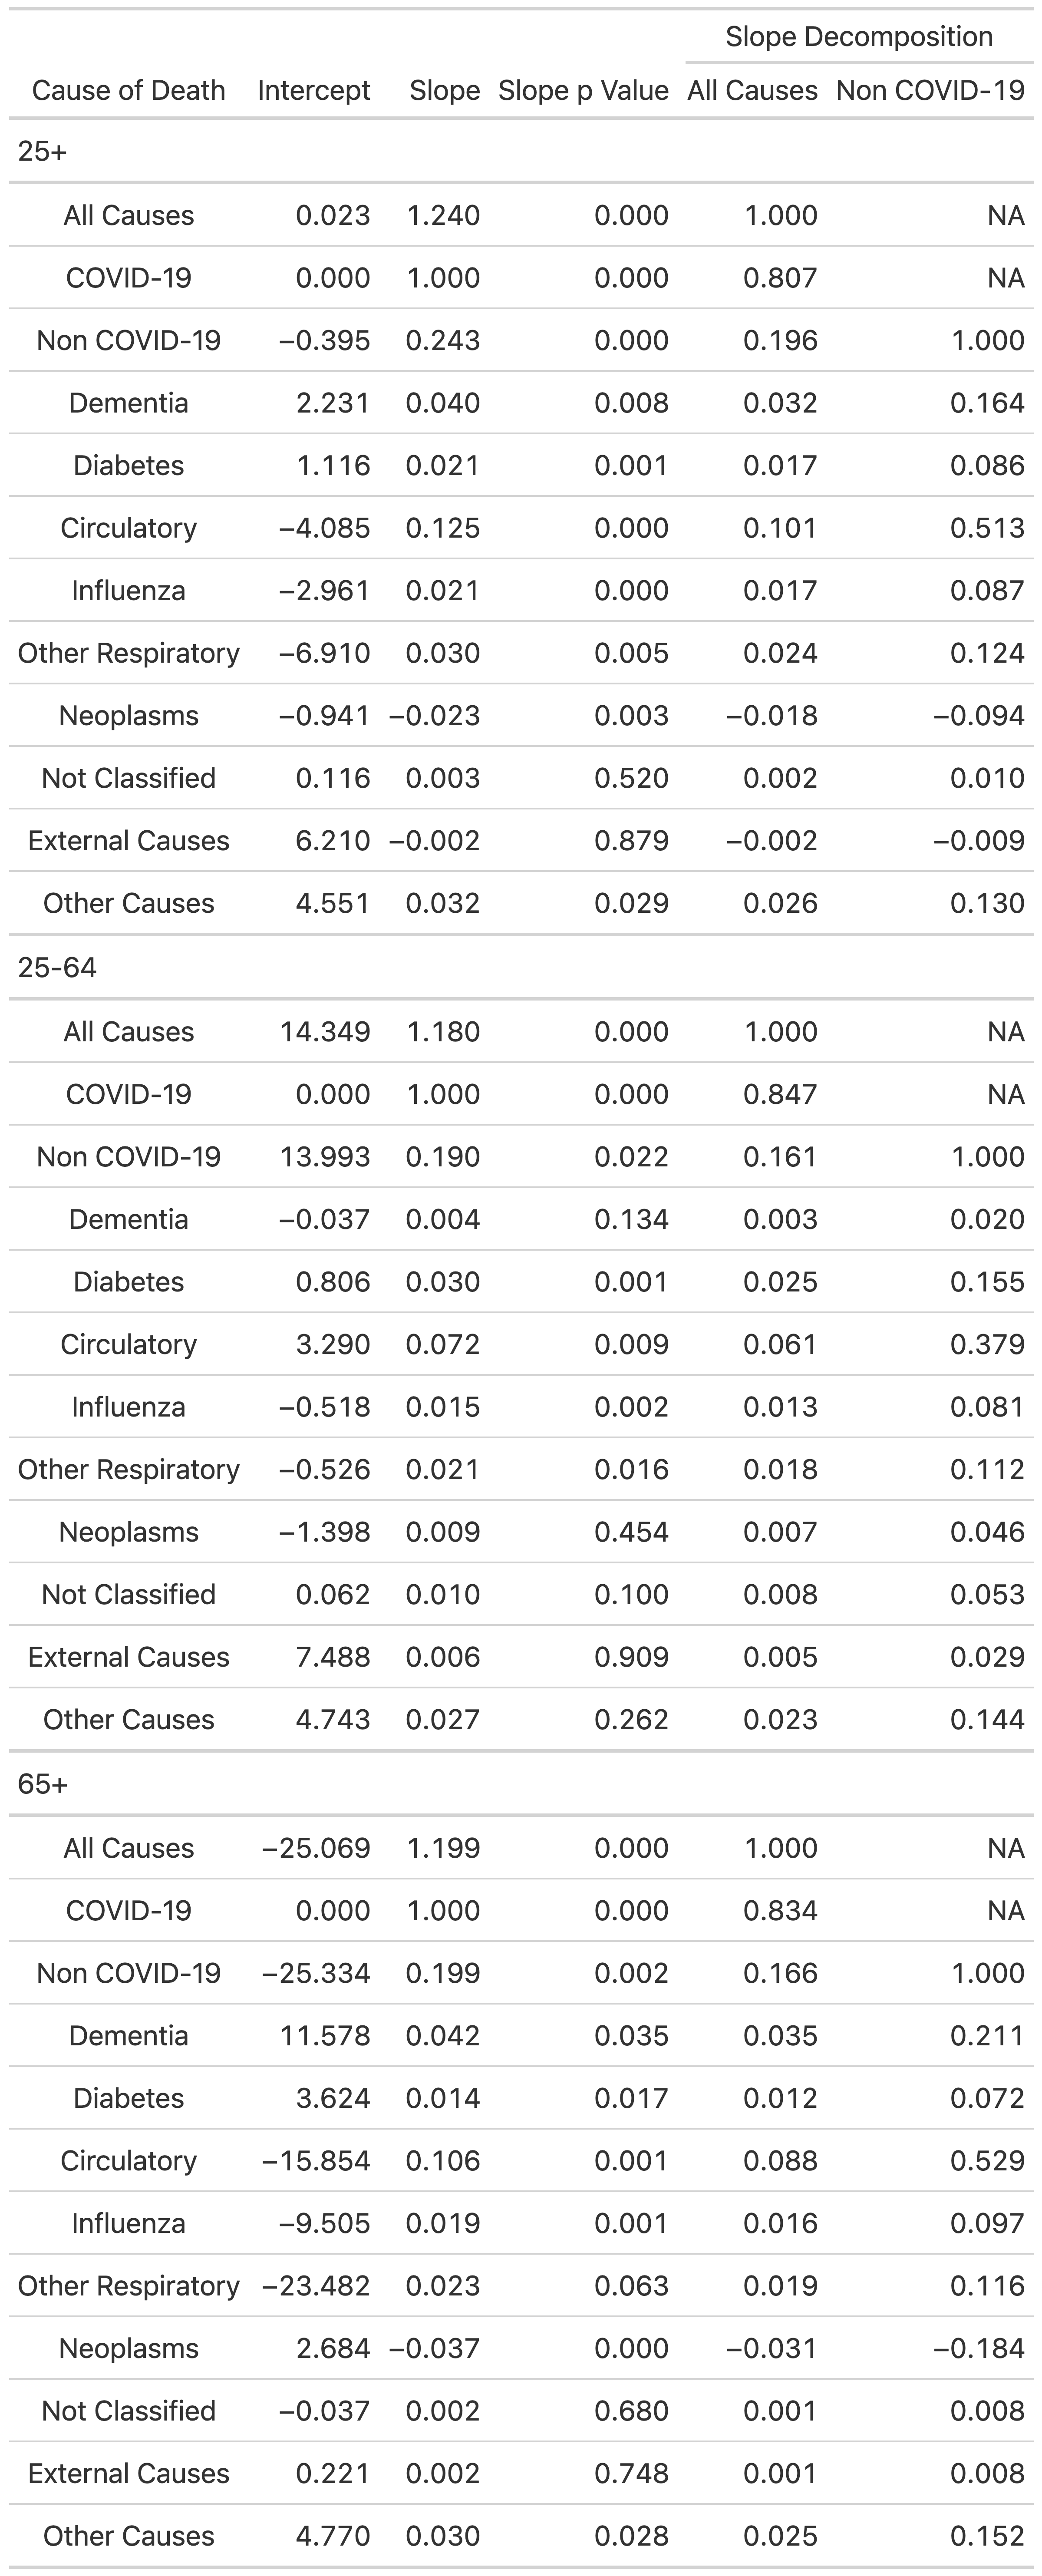 Slope Decomposition
Cause of Death Intercept Slope Slope p Value All Causes Non COVID-19
25+
All Causes 0.023 1.240 0.000 1.000 NA
COVID-19 0.000 1.000 0.000 0.807 NA
Non COVID-19 −0.395 0.243 0.000 0.196 1.000
Dementia 2.231 0.040 0.008 0.032 0.164
Diabetes 1.116 0.021 0.001 0.017 0.086
Circulatory −4.085 0.125 0.000 0.101 0.513
Influenza −2.961 0.021 0.000 0.017 0.087
Other Respiratory −6.910 0.030 0.005 0.024 0.124
Neoplasms −0.941 −0.023 0.003 −0.018 −0.094
Not Classified 0.116 0.003 0.520 0.002 0.010
External Causes 6.210 −0.002 0.879 −0.002 −0.009
Other Causes 4.551 0.032 0.029 0.026 0.130
25-64
All Causes 14.349 1.180 0.000 1.000 NA
COVID-19 0.000 1.000 0.000 0.847 NA
Non COVID-19 13.993 0.190 0.022 0.161 1.000
Dementia −0.037 0.004 0.134 0.003 0.020
Diabetes 0.806 0.030 0.001 0.025 0.155
Circulatory 3.290 0.072 0.009 0.061 0.379
Influenza −0.518 0.015 0.002 0.013 0.081
Other Respiratory −0.526 0.021 0.016 0.018 0.112
Neoplasms −1.398 0.009 0.454 0.007 0.046
Not Classified 0.062 0.010 0.100 0.008 0.053
External Causes 7.488 0.006 0.909 0.005 0.029
Other Causes 4.743 0.027 0.262 0.023 0.144
65+
All Causes −25.069 1.199 0.000 1.000 NA
COVID-19 0.000 1.000 0.000 0.834 NA
Non COVID-19 −25.334 0.199 0.002 0.166 1.000
Dementia 11.578 0.042 0.035 0.035 0.211
Diabetes 3.624 0.014 0.017 0.012 0.072
Circulatory −15.854 0.106 0.001 0.088 0.529
Influenza −9.505 0.019 0.001 0.016 0.097
Other Respiratory −23.482 0.023 0.063 0.019 0.116
Neoplasms 2.684 −0.037 0.000 −0.031 −0.184
Not Classified −0.037 0.002 0.680 0.001 0.008
External Causes 0.221 0.002 0.748 0.001 0.008
Other Causes 4.770 0.030 0.028 0.025 0.152